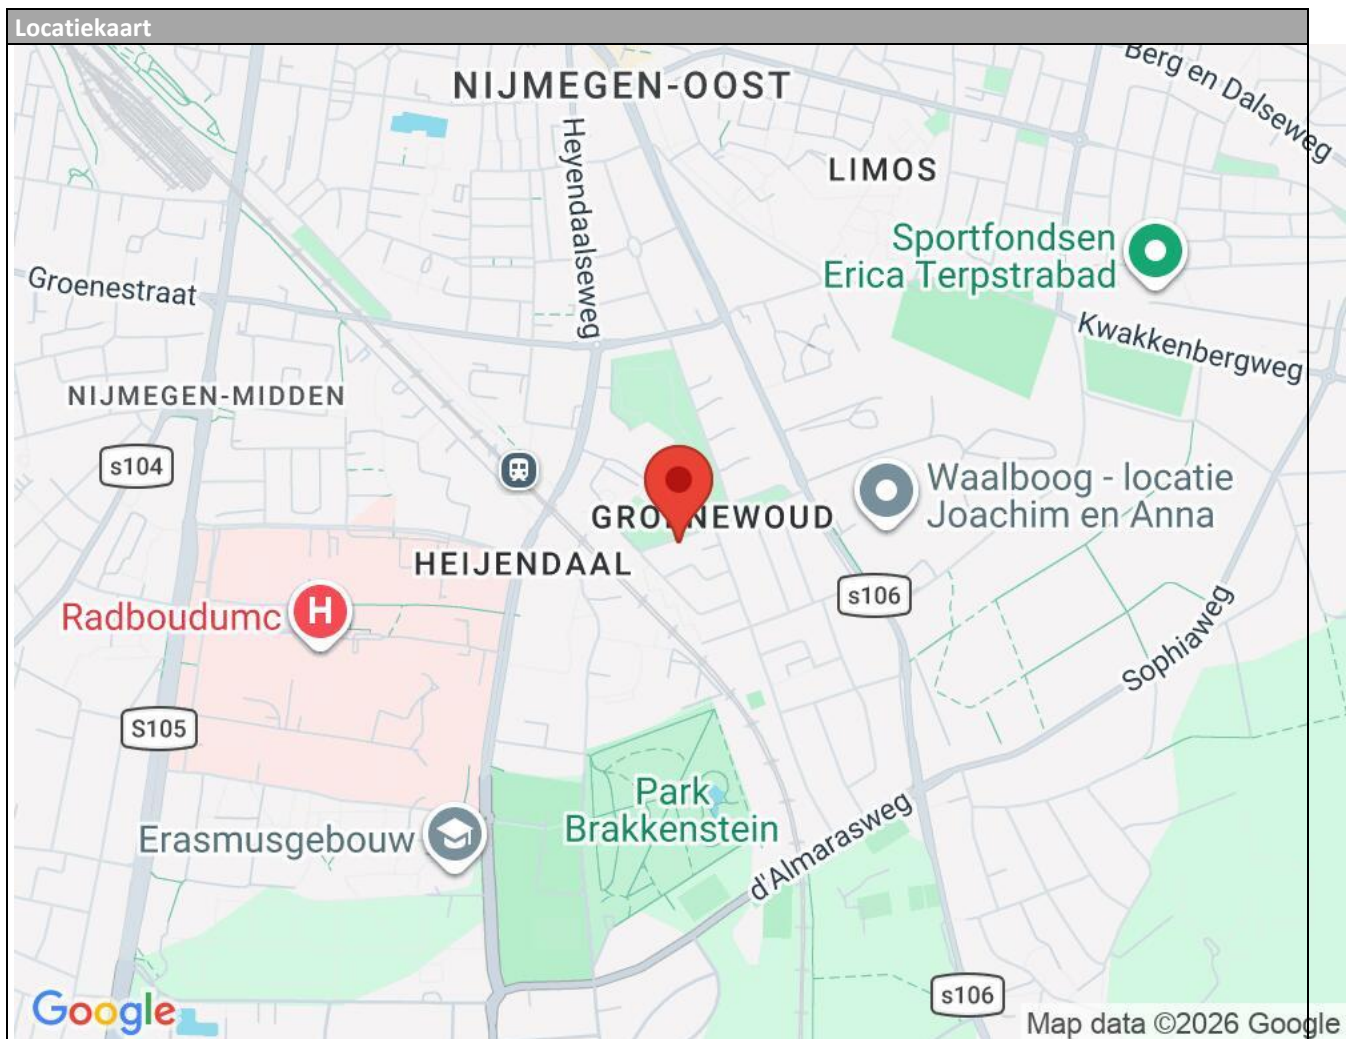 Locatiekaart
Berg en Dalseweg
NIJMEGEN-OOST
Heyendaalseweg
LIMOS
Sportfondsen
Erica Terpstrabad
Groenestraat
Kwakkenbergweg
NIJMEGEN-MIDDEN
s104
Waalboog - locatie
Joachim en Anna
GROENEWOUD
HEIJENDAAL
s106
Radboudumc
H
Sophiaweg
S105
Park
Brakkenstein
Erasmusgebouw
d'Almarasweg
s106
Google
Map data ©2026 Google